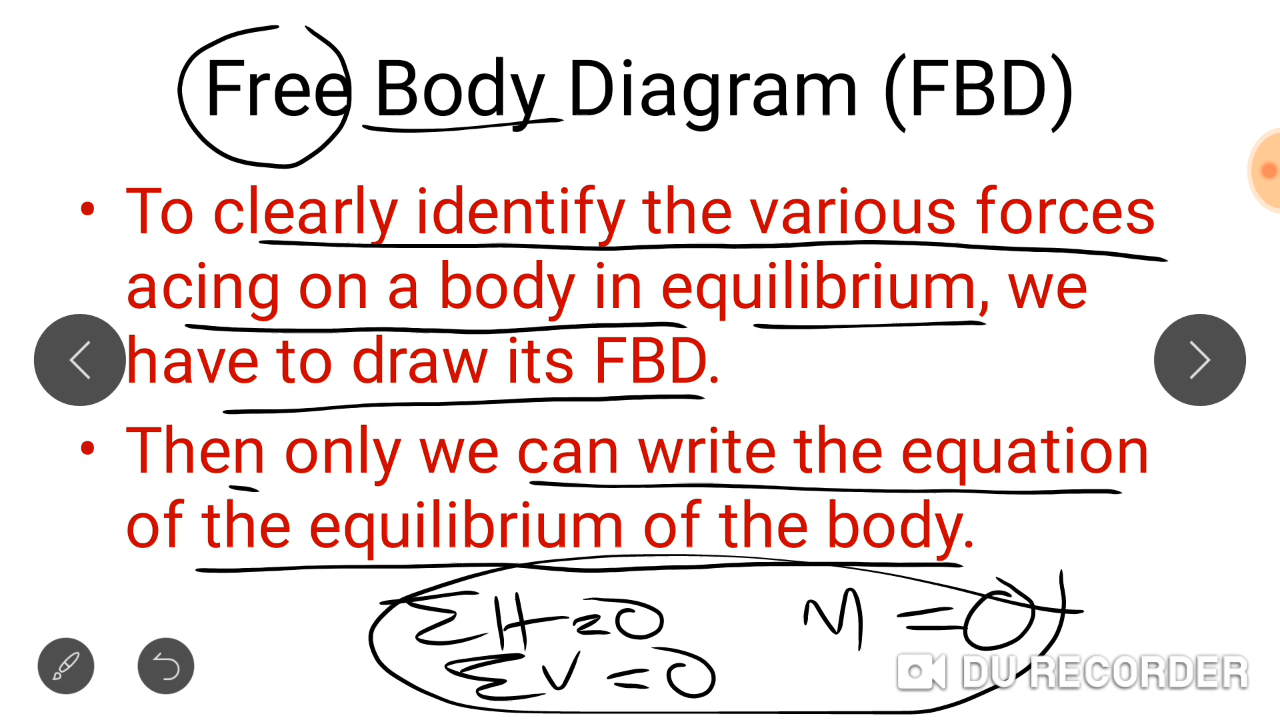 Free Body Diagram (FBD)
• To clearly identify the various forces
acing on a body in equilibrium, we
have to draw its FBD.
• Then only we can write the equation
of the equilibrium of the body.
ΣH=0 M=0
ΣV=0
DU RECORDER